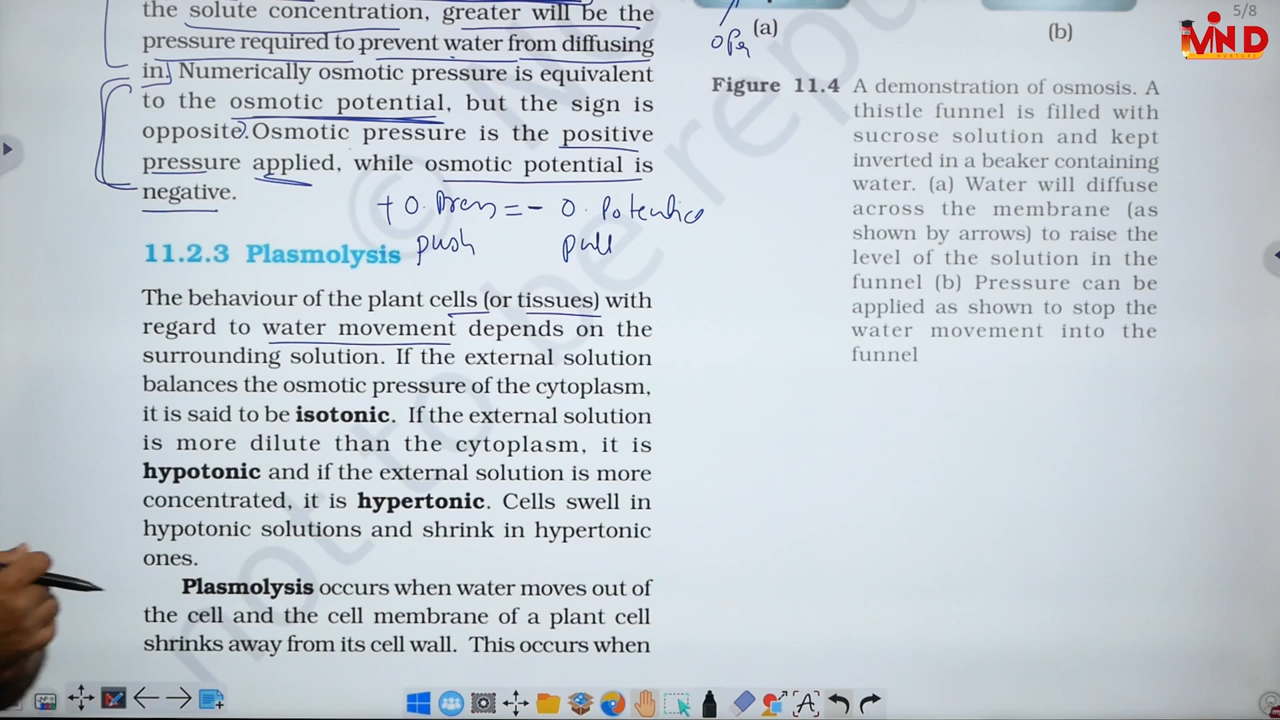 the solute concentration, greater will be the
pressure required to prevent water from diffusing
in. Numerically osmotic pressure is equivalent
to the osmotic potential, but the sign is
opposite. Osmotic pressure is the positive
pressure applied, while osmotic potential is
negative.
+ O. Press = - O. Potential
push pull
11.2.3 Plasmolysis
The behaviour of the plant cells (or tissues) with
regard to water movement depends on the
surrounding solution. If the external solution
balances the osmotic pressure of the cytoplasm,
it is said to be isotonic. If the external solution
is more dilute than the cytoplasm, it is
hypotonic and if the external solution is more
concentrated, it is hypertonic. Cells swell in
hypotonic solutions and shrink in hypertonic
ones.
Plasmolysis occurs when water moves out of
the cell and the cell membrane of a plant cell
shrinks away from its cell wall. This occurs when
(a)
(b)
Figure 11.4 A demonstration of osmosis. A
thistle funnel is filled with
sucrose solution and kept
inverted in a beaker containing
water. (a) Water will diffuse
across the membrane (as
shown by arrows) to raise the
level of the solution in the
funnel (b) Pressure can be
applied as shown to stop the
water movement into the
funnel
5/8
MIND